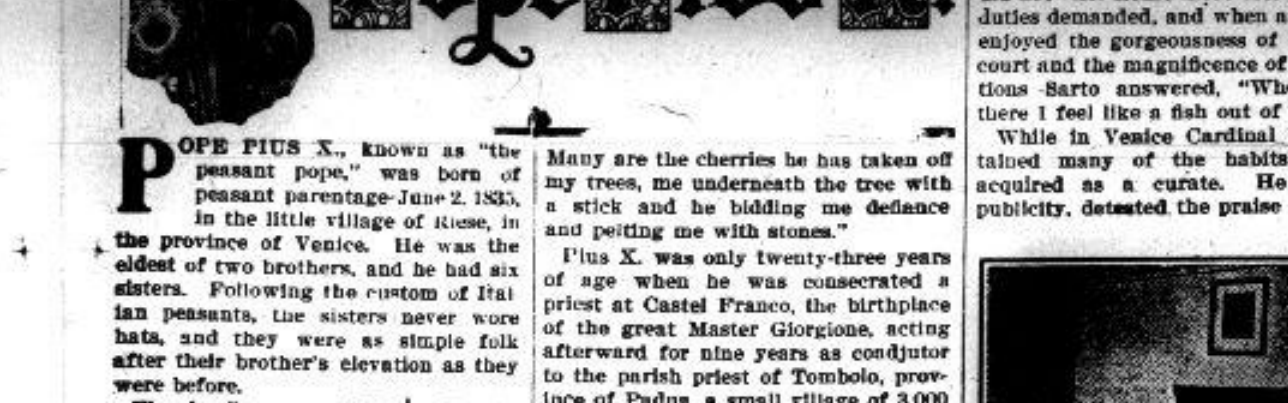 POPE PIUS X., known as "the
peasant pope," was born of
peasant parentage June 2, 1835,
in the little village of Riese, in
the province of Venice. He was the
eldest of two brothers, and he had six
sisters. Following the custom of Ital
ian peasants, the sisters never wore
hats, and they were as simple folk
after their brother's elevation as they
were before.
Many are the cherries he has taken off
my trees, me underneath the tree with
a stick and he bidding me defiance
and pelting me with stones."
Pius X. was only twenty-three years
of age when he was consecrated a
priest at Castel Franco, the birthplace
of the great Master Giorgione, acting
afterward for nine years as condjutor
to the parish priest of Tombolo, prov-
ince of Padua, a small village of 3,000
duties demanded, and when
enjoyed the gorgeousness of
court and the magnificence of
tions -Sarto answered,
there I feel like a fish out of
While in Venice Cardinal
tained many of the
acquired as a curate. He
publicity, detested the praise